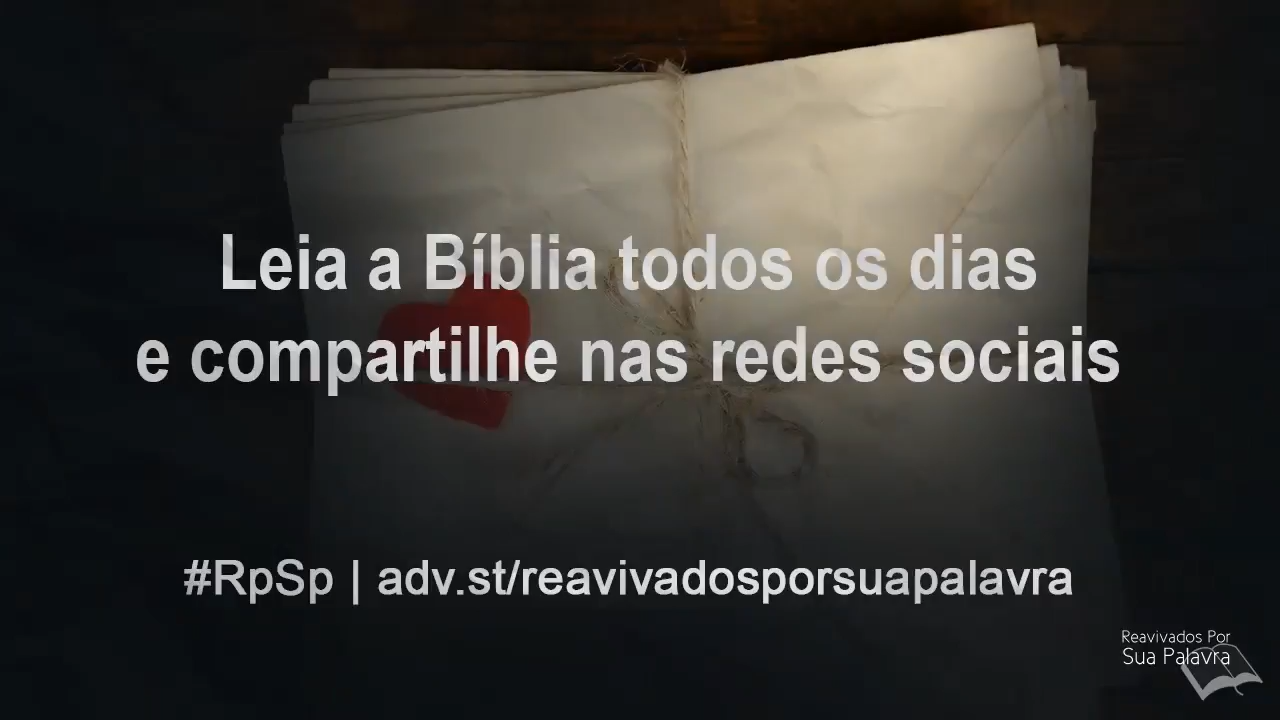 Leia a Bíblia todos os dias
e compartilhe nas redes sociais
#RpSp | adv.st/reavivadosporsuapalavra
Reavivados Por
Sua Palavra